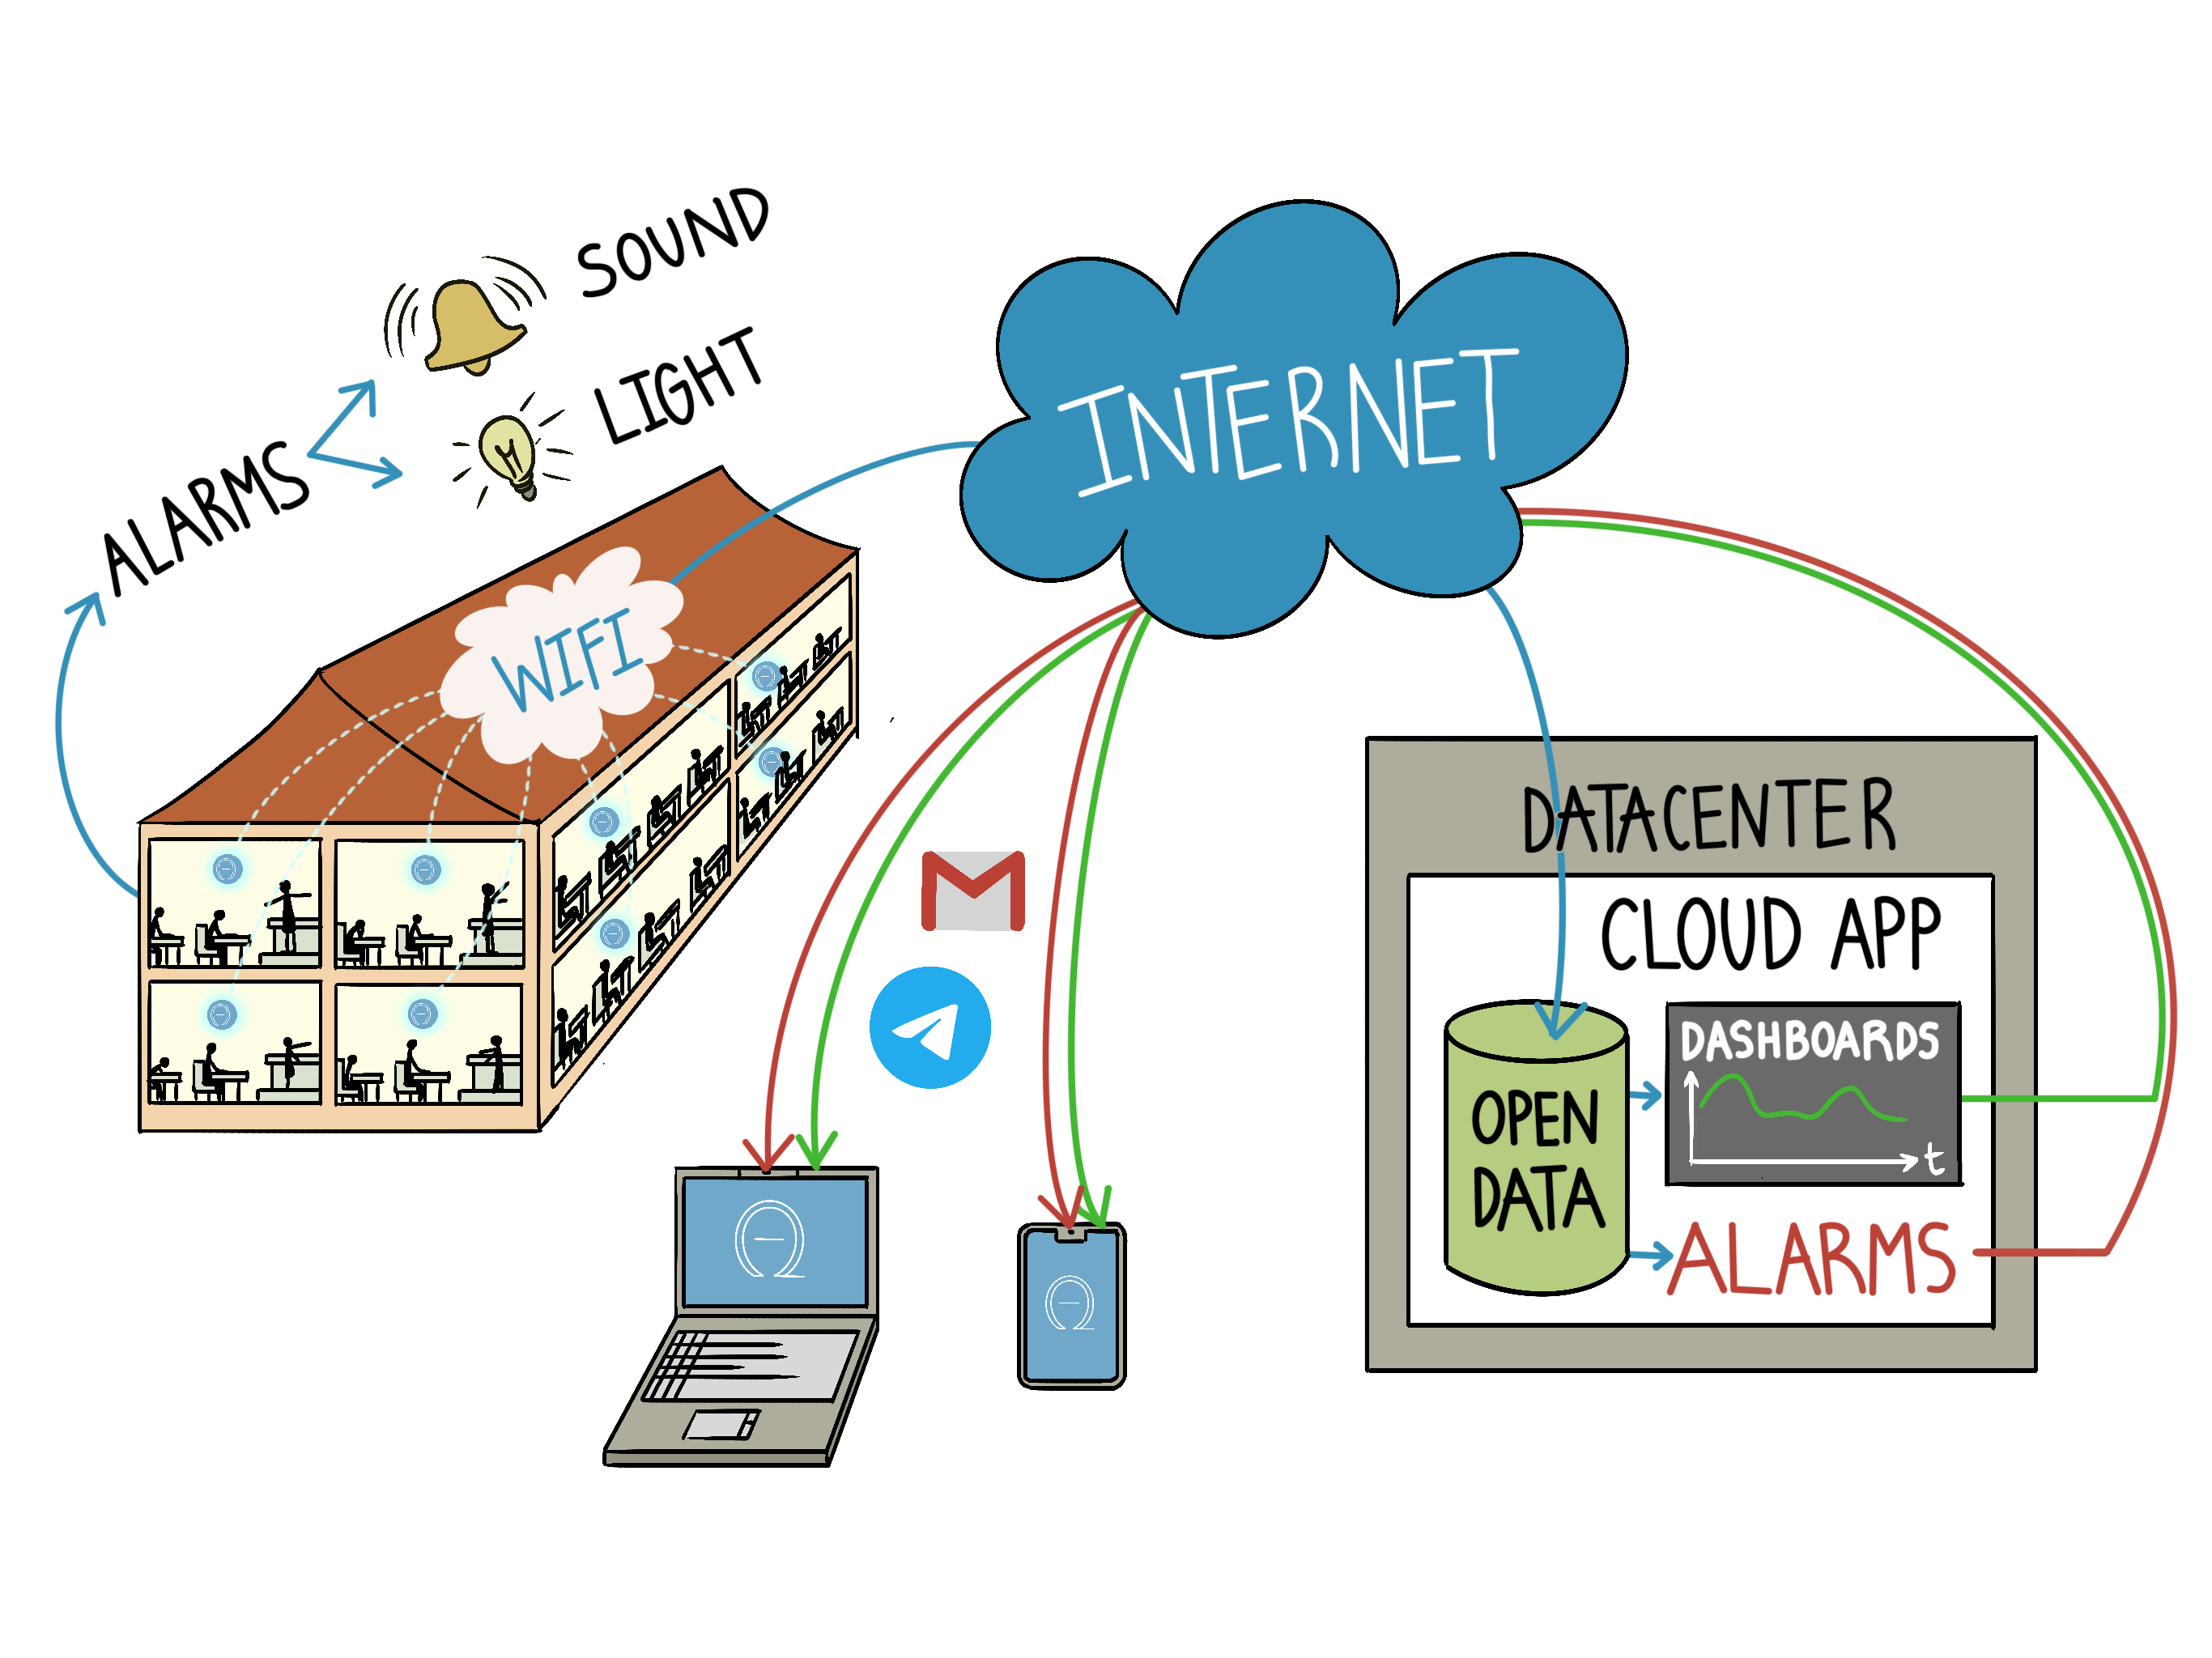 SOUND
LIGHT
ALARMS
INTERNET
WIFI
DATACENTER
CLOUD APP
DASHBOARDS
t
OPEN
DATA
ALARMS